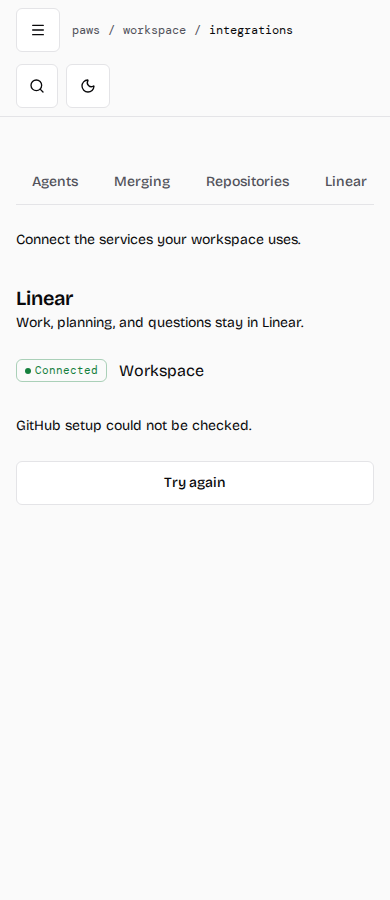 paws / workspace / integrations
Agents Merging Repositories Linear
Connect the services your workspace uses.
Linear
Work, planning, and questions stay in Linear.
Connected Workspace
GitHub setup could not be checked.
Try again